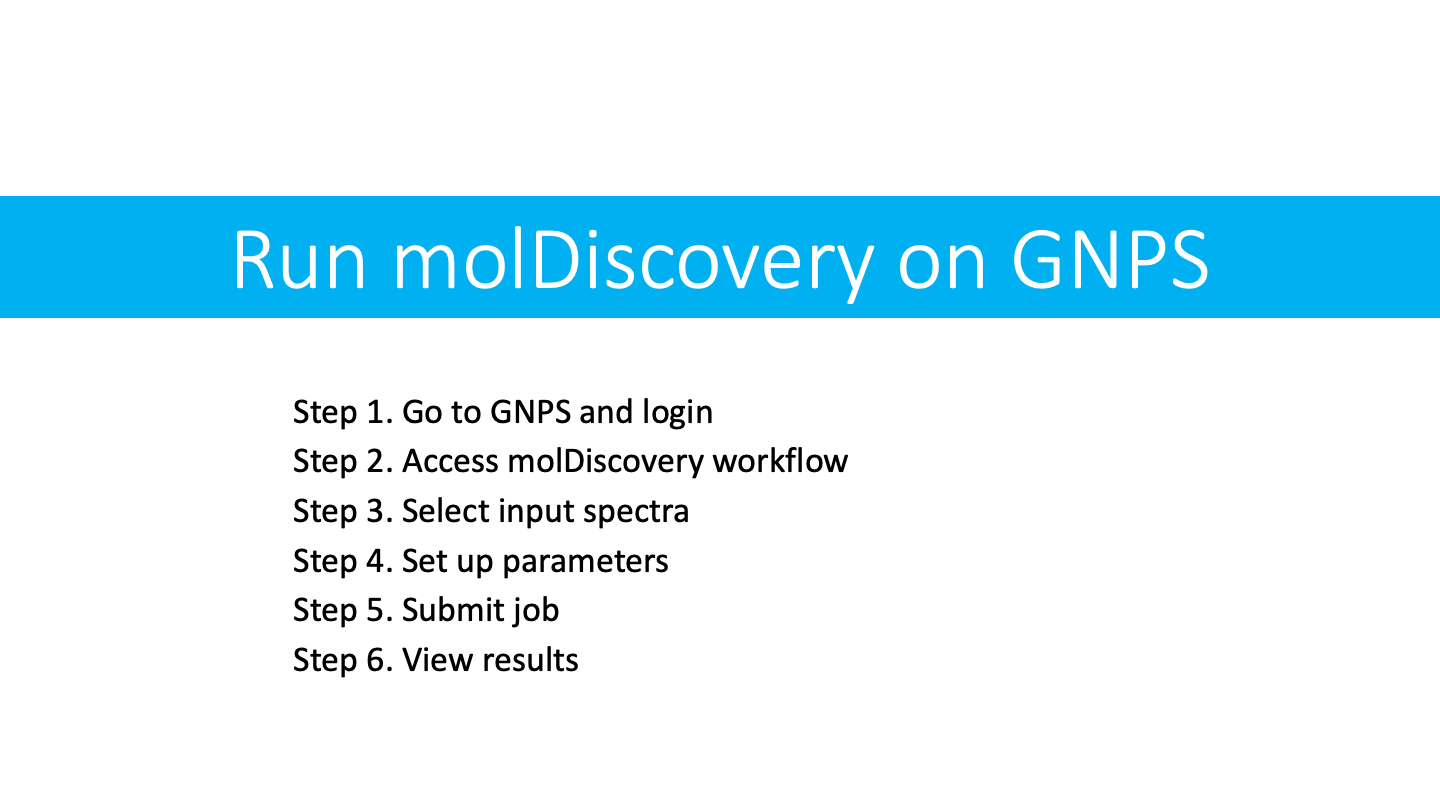 Run molDiscovery on GNPS
Step 1. Go to GNPS and login
Step 2. Access molDiscovery workflow
Step 3. Select input spectra
Step 4. Set up parameters
Step 5. Submit job
Step 6. View results